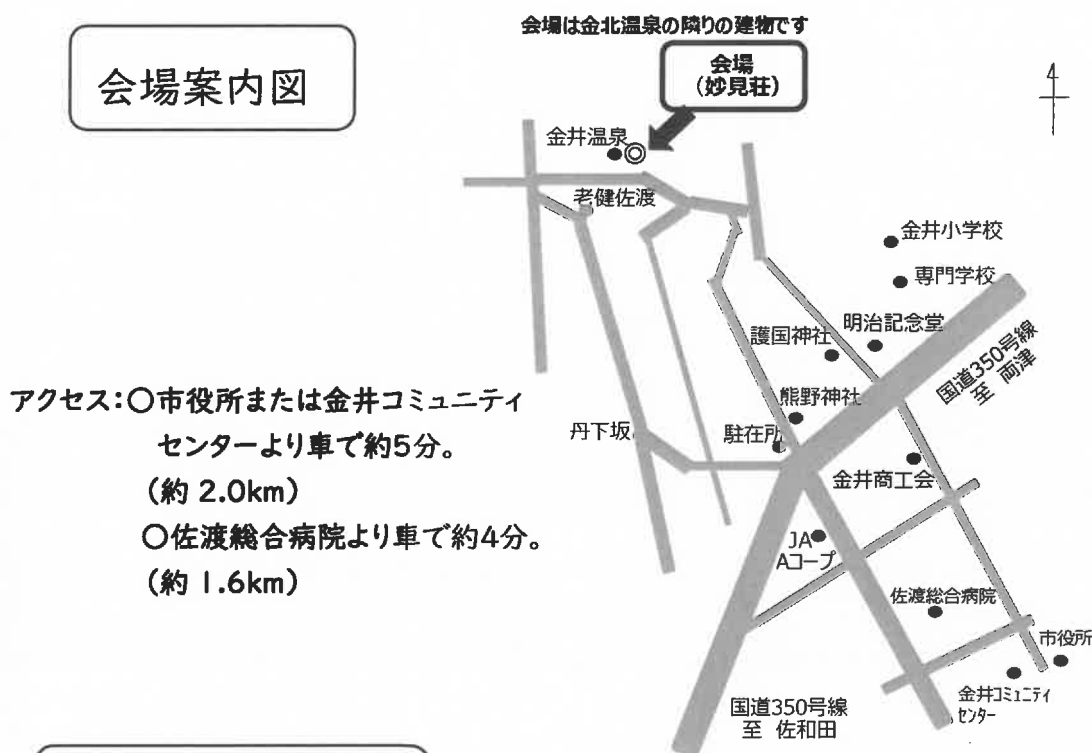 会場案内図
会場は金北温泉の隣りの建物です
会場
(妙見荘)
4
金井温泉
老健佐渡
金井小学校
専門学校
明治記念堂
護国神社
国道350号線
至 両津
熊野神社
駐在所
丹下坂
金井商工会
JA
Aコープ
佐渡総合病院
市役所
金井コミュニティ
センター
国道350号線
至 佐和田
アクセス:○市役所または金井コミュニティ
センターより車で約5分。
(約 2.0km)
○佐渡総合病院より車で約4分。
(約 1.6km)